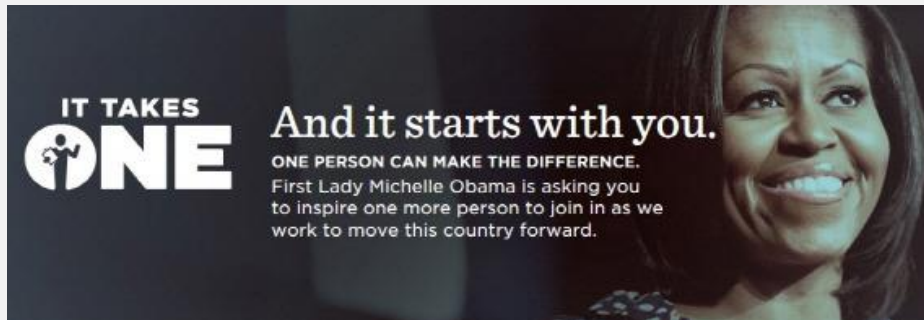 IT TAKES
ONE
And it starts with you.
ONE PERSON CAN MAKE THE DIFFERENCE.
First Lady Michelle Obama is asking you
to inspire one more person to join in as we
work to move this country forward.